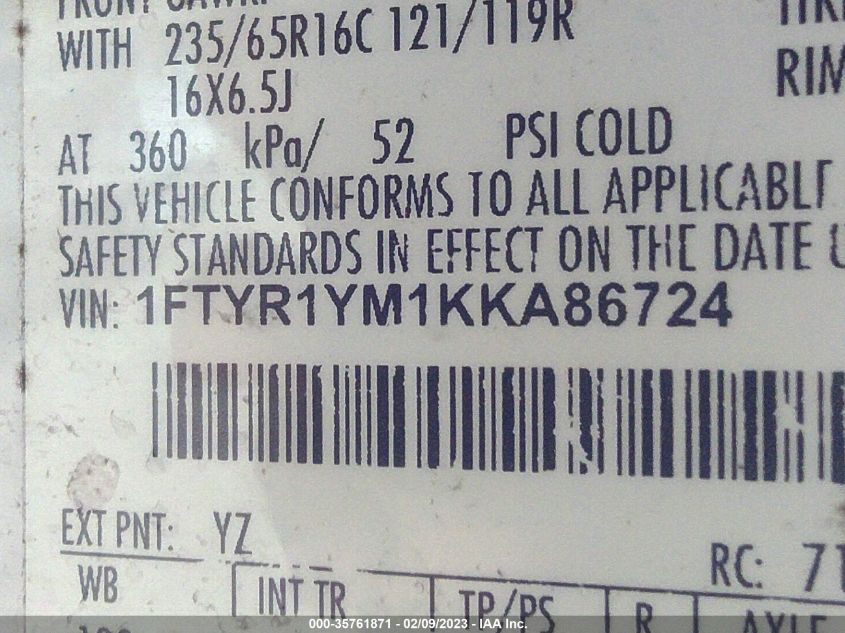 WITH 235/65R16C 121/119R
16X6.5J
RIM
AT 360 kPa/ 52 PSI COLD
THIS VEHICLE CONFORMS TO ALL APPLICABLE
SAFETY STANDARDS IN EFFECT ON THE DATE
VIN: 1FTYR1YM1KKA86724
EXT PNT: YZ
RC: 71
WB
INT TR
TP/PS
R
AXLE
000-35761871 - 02/09/2023 - IAA Inc.